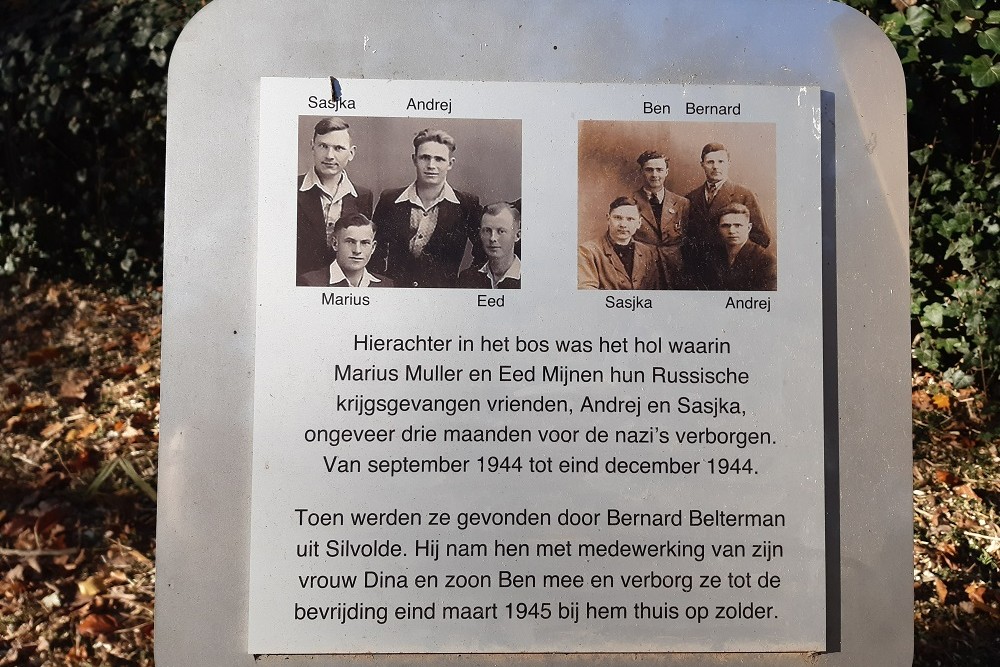 Sasjka Andrej
Ben Bernard
Marius Eed
Sasjka Andrej
Hierachter in het bos was het hol waarin
Marius Muller en Eed Mijnen hun Russische
krijgsgevangen vrienden, Andrej en Sasjka,
ongeveer drie maanden voor de nazi's verborgen.
Van september 1944 tot eind december 1944.
Toen werden ze gevonden door Bernard Belterman
uit Silvolde. Hij nam hen met medewerking van zijn
vrouw Dina en zoon Ben mee en verborg ze tot de
bevrijding eind maart 1945 bij hem thuis op zolder.